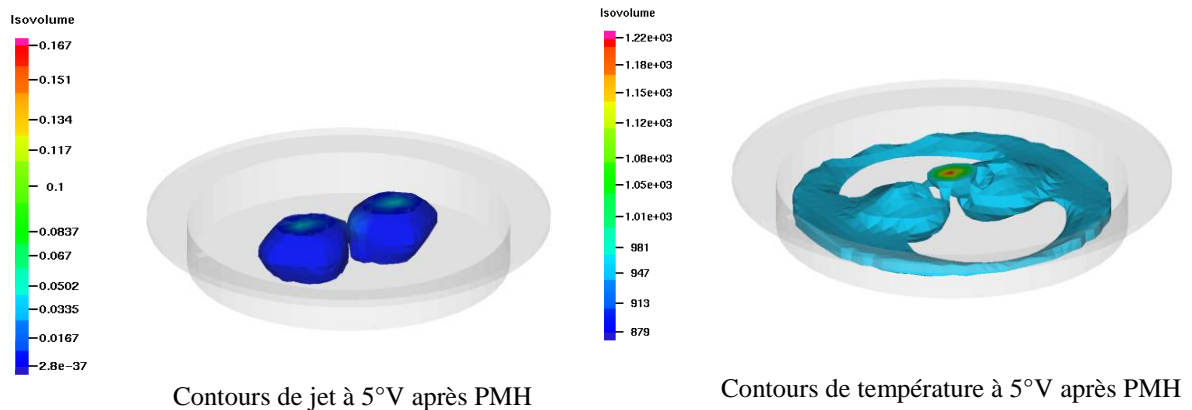 Isovolume
0.167
0.151
0.134
0.117
0.1
0.0837
0.067
0.0502
0.0335
0.0167
2.8e-37
Contours de jet à 5°V après PMH
Isovolume
1.22e+03
1.18e+03
1.15e+03
1.12e+03
1.08e+03
1.05e+03
1.01e+03
981
947
913
879
Contours de température à 5°V après PMH